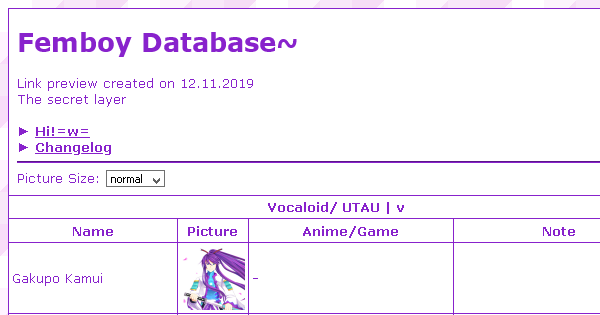 Femboy Database~
Link preview created on 12.11.2019
The secret layer
► Hi!=w=
► Changelog
Picture Size: normal
Vocaloid/ UTAU | v
Name Picture Anime/Game Note
Gakupo Kamui -